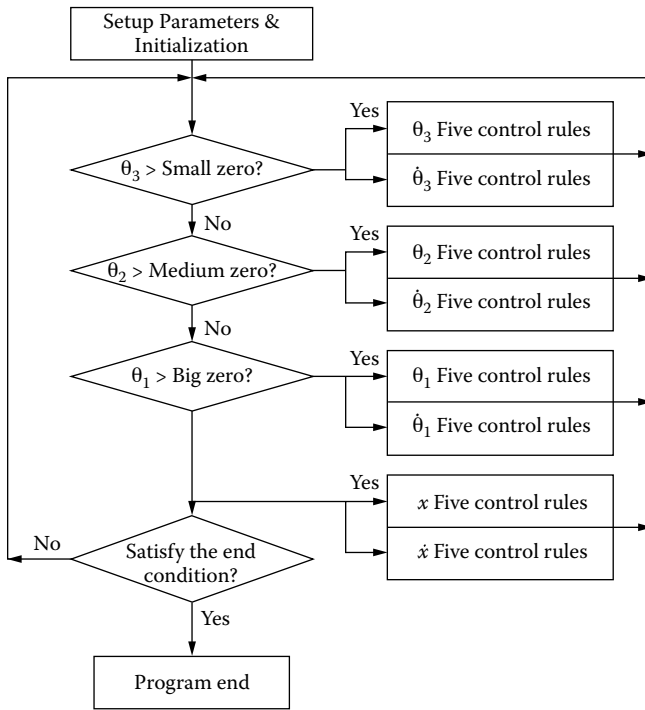 Setup Parameters &
Initialization
Yes
θ₃ Five control rules
θ₃ > Small zero?
θ̇₃ Five control rules
No
Yes
θ₂ Five control rules
θ₂ > Medium zero?
θ̇₂ Five control rules
No
Yes
θ₁ Five control rules
θ₁ > Big zero?
θ̇₁ Five control rules
Yes
x Five control rules
No
Satisfy the end
condition?
ẋ Five control rules
Yes
Program end